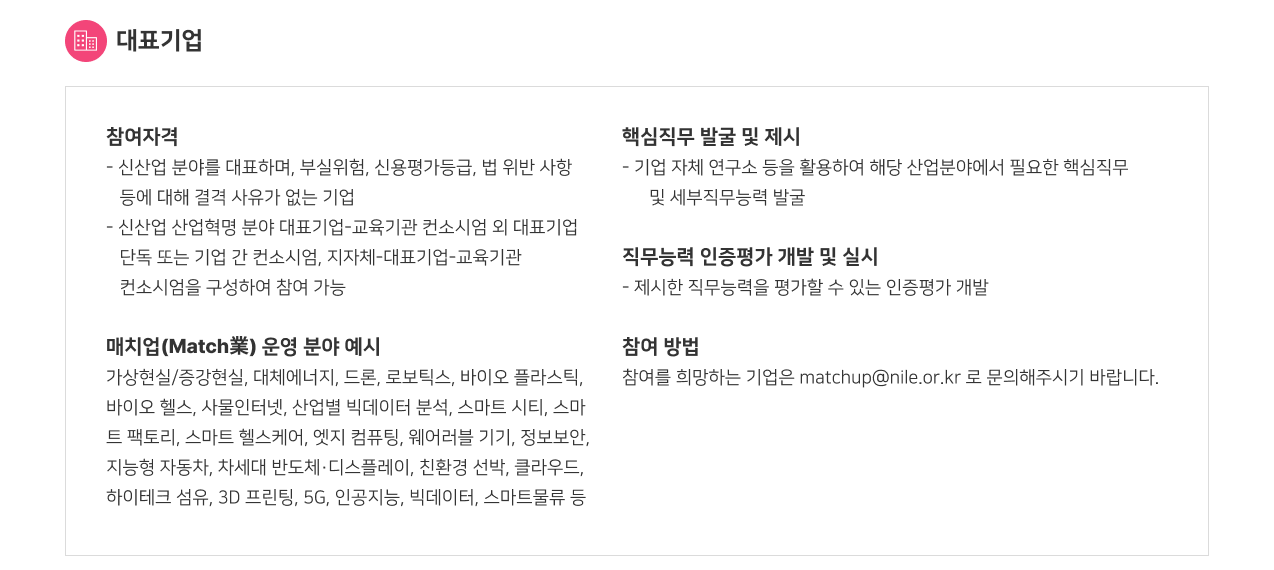 대표기업
참여자격
- 신산업 분야를 대표하며, 부실위험, 신용평가등급, 법 위반 사항
등에 대해 결격 사유가 없는 기업
- 신산업 산업혁명 분야 대표기업-교육기관 컨소시엄 외 대표기업
단독 또는 기업 간 컨소시엄, 지자체-대표기업-교육기관
컨소시엄을 구성하여 참여 가능
매치업(Match業) 운영 분야 예시
가상현실/증강현실, 대체에너지, 드론, 로보틱스, 바이오 플라스틱,
바이오 헬스, 사물인터넷, 산업별 빅데이터 분석, 스마트 시티, 스마
트 팩토리, 스마트 헬스케어, 엣지 컴퓨팅, 웨어러블 기기, 정보보안,
지능형 자동차, 차세대 반도체·디스플레이, 친환경 선박, 클라우드,
하이테크 섬유, 3D 프린팅, 5G, 인공지능, 빅데이터, 스마트물류 등
핵심직무 발굴 및 제시
- 기업 자체 연구소 등을 활용하여 해당 산업분야에서 필요한 핵심직무
및 세부직무능력 발굴
직무능력 인증평가 개발 및 실시
- 제시한 직무능력을 평가할 수 있는 인증평가 개발
참여 방법
참여를 희망하는 기업은 matchup@nile.or.kr 로 문의해주시기 바랍니다.